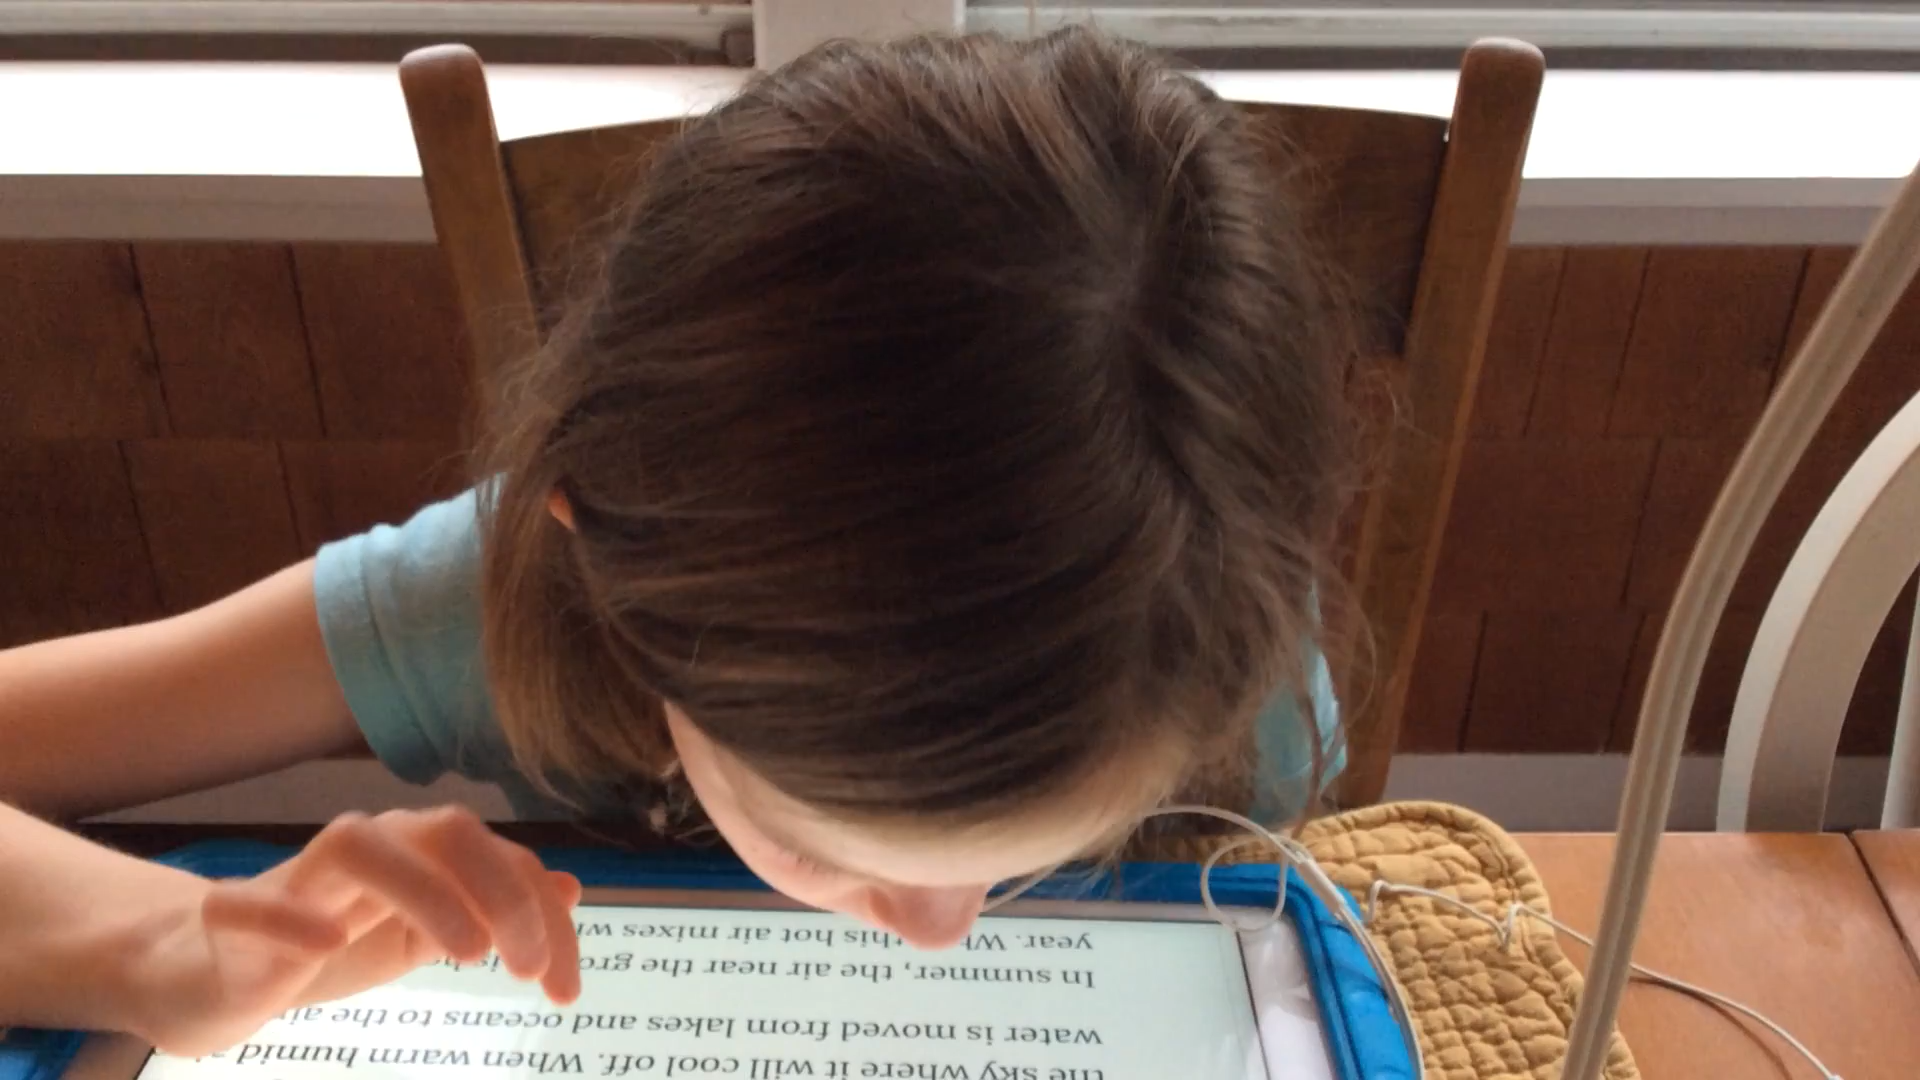 the sky where it will cool off. When warm humid
water is moved from lakes and oceans to the
In summer, the air near the
year. this hot air mixes